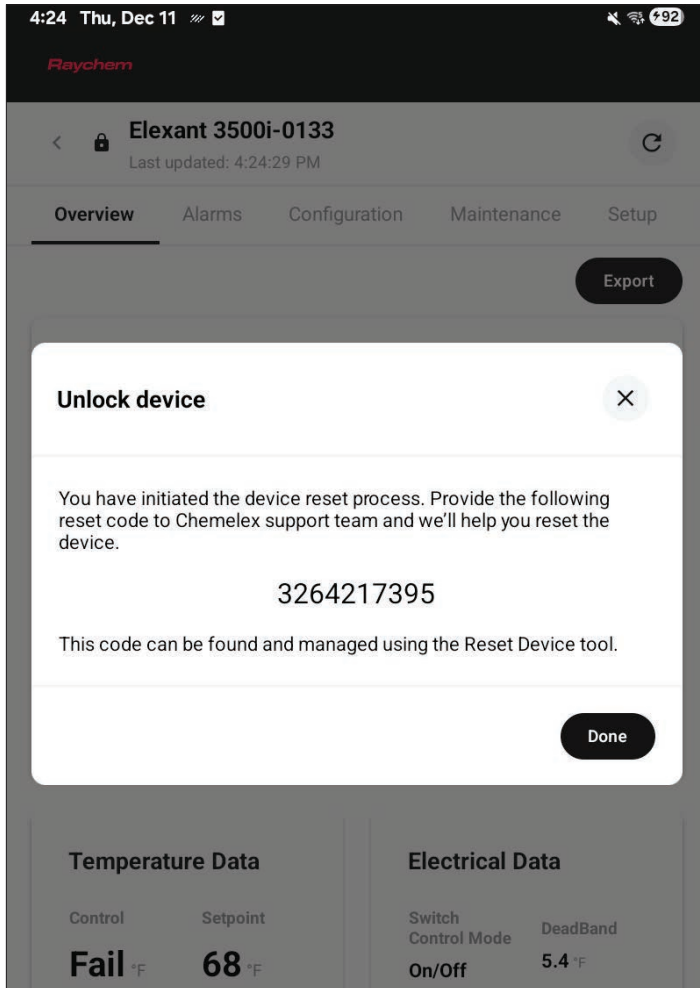 4:24 Thu, Dec 11
92
Raychem
Elexant 3500i-0133
Last updated: 4:24:29 PM
Overview Alarms Configuration Maintenance Setup
Export
Unlock device
You have initiated the device reset process. Provide the following
reset code to Chemelex support team and we’ll help you reset the
device.
3264217395
This code can be found and managed using the Reset Device tool.
Done
Temperature Data
Control Setpoint
Fail °F 68 °F
Electrical Data
Switch
Control Mode
On/Off
DeadBand
5.4 °F